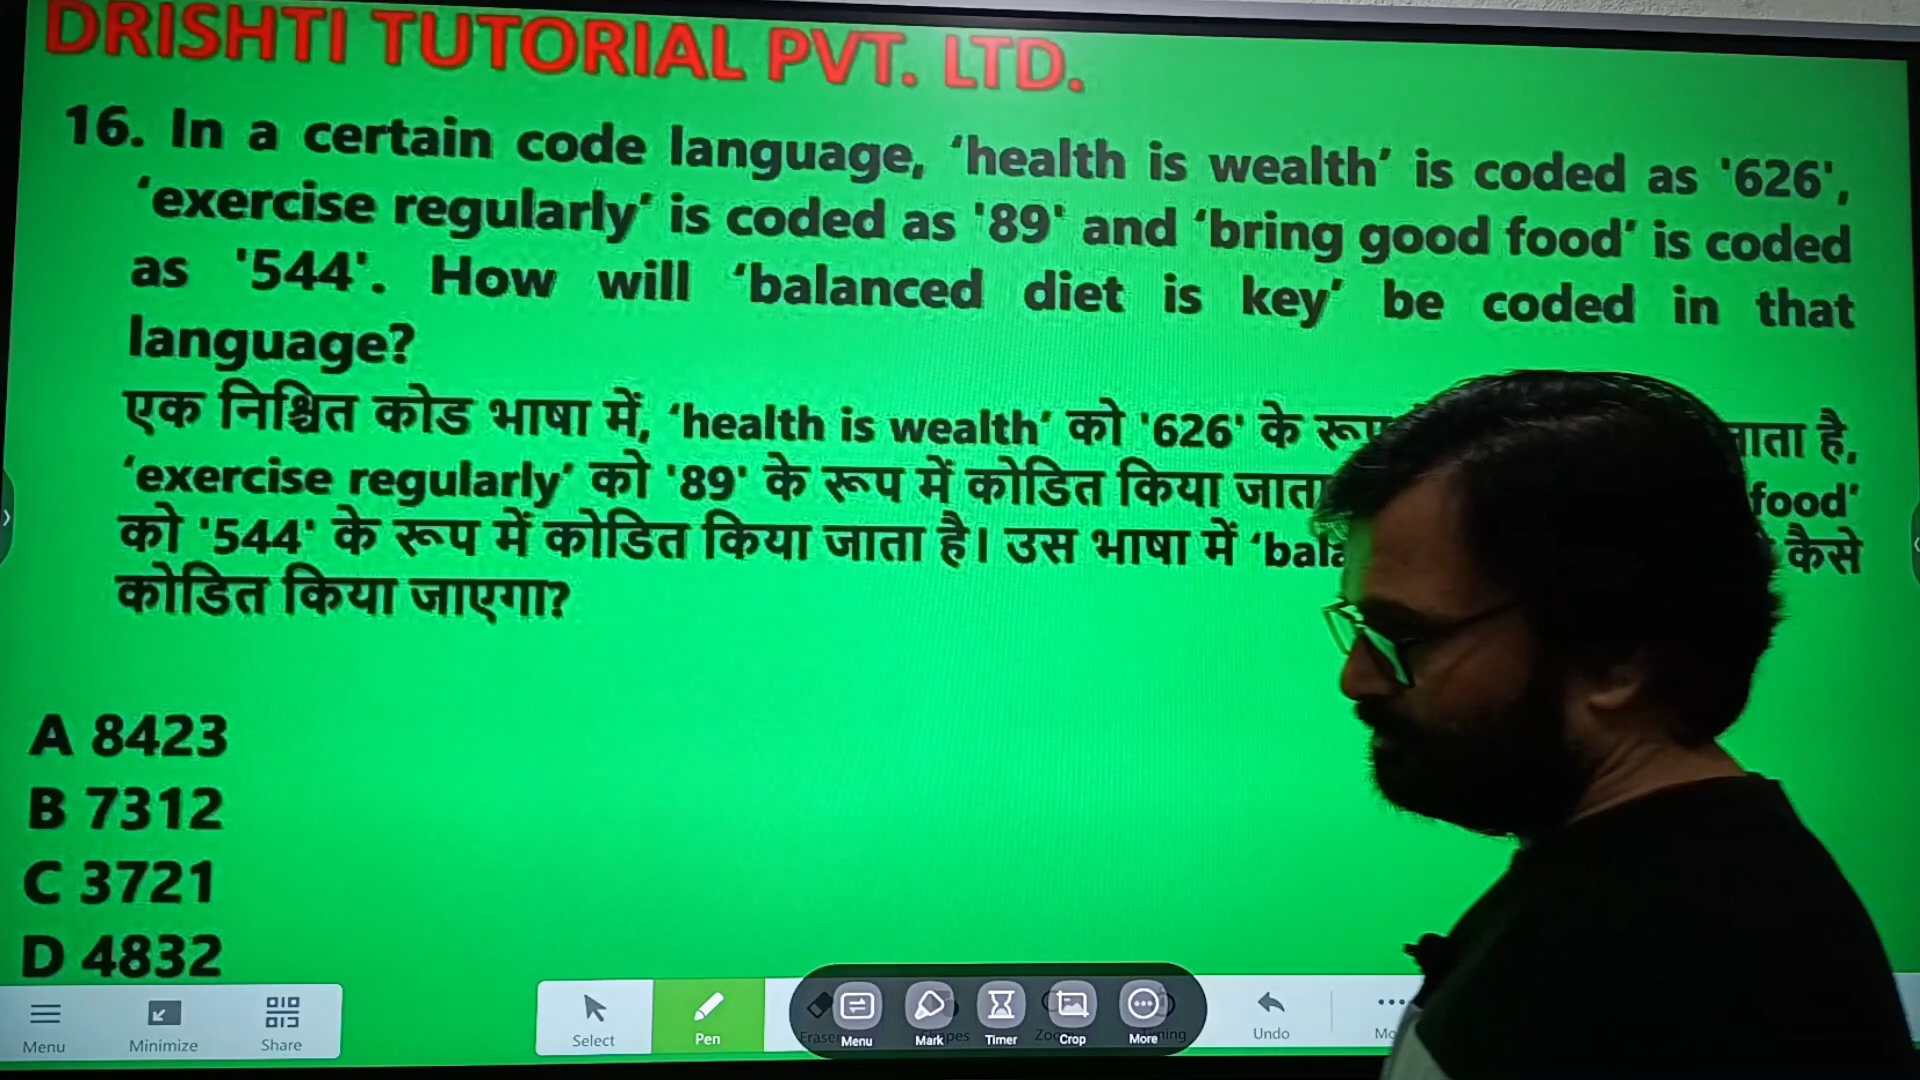 DRISHTI TUTORIAL PVT. LTD.
16. In a certain code language, ‘health is wealth’ is coded as '626',
‘exercise regularly’ is coded as '89' and ‘bring good food’ is coded
as '544'. How will ‘balanced diet is key’ be coded in that
language?
एक निश्चित कोड भाषा में, ‘health is wealth’ को '626' के रूप जाता है,
‘exercise regularly’ को '89' के रूप में कोडित किया जाता food’
को '544' के रूप में कोडित किया जाता है। उस भाषा में कैसे
कोडित किया जाएगा?
A 8423
B 7312
C 3721
D 4832
Menu Minimize Share Select Pen Eraser Menu Mark Timer Crop More Undo